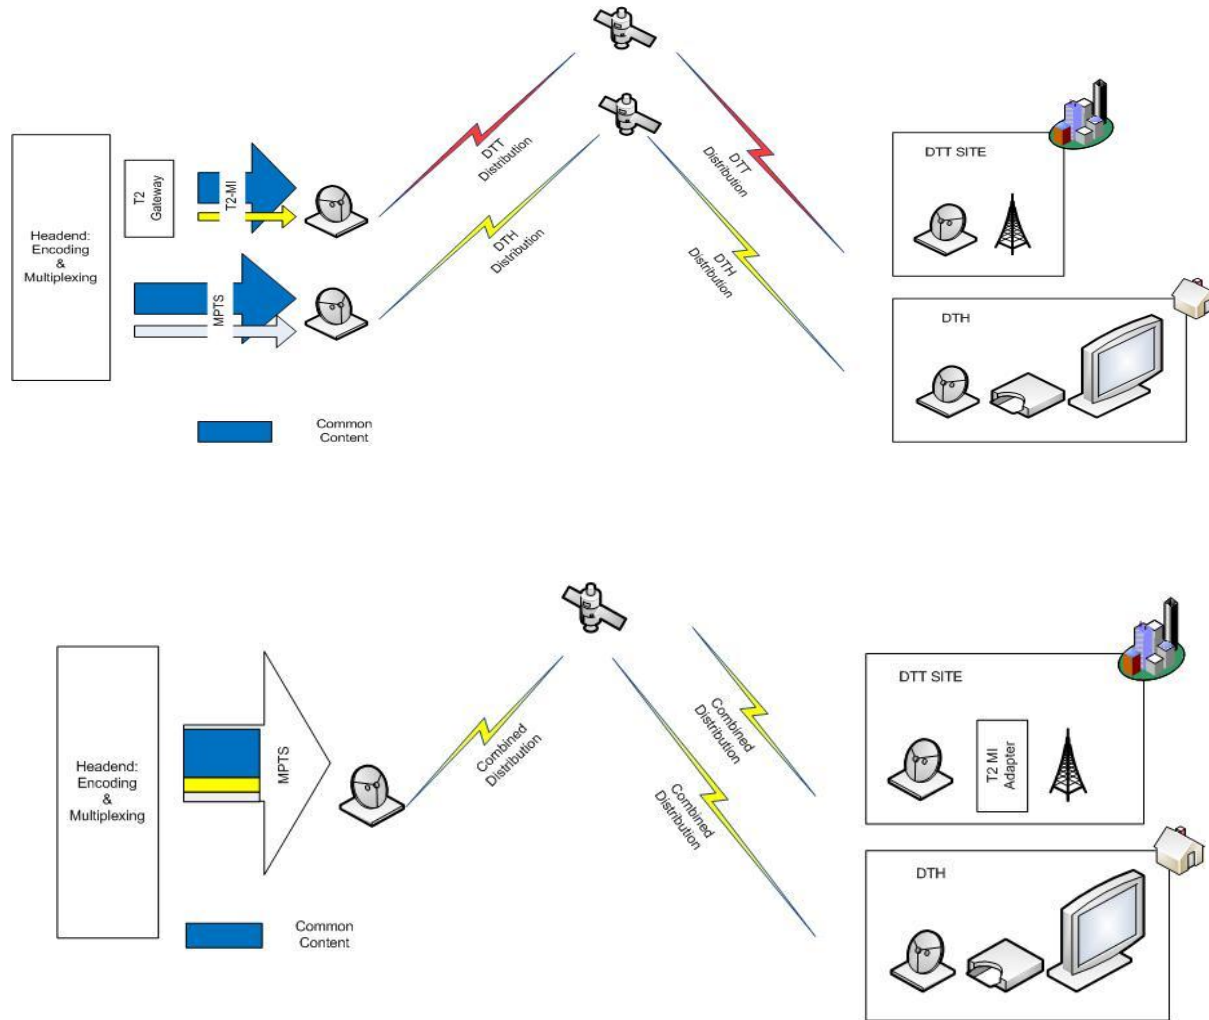 Headend:
Encoding
&
Multiplexing
T2
Gateway
T2-MI
MPTS
DTT
Distribution
DTH
Distribution
DTT
Distribution
DTH
Distribution
DTT SITE
DTH
Common
Content
Headend:
Encoding
&
Multiplexing
MPTS
Combined
Distribution
Combined
Distribution
Combined
Distribution
DTT SITE
T2 MI
Adapter
DTH
Common
Content